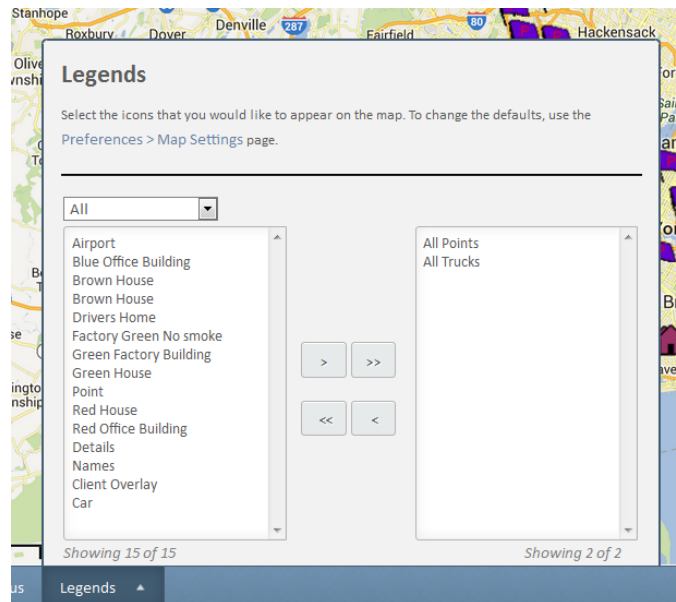 Stanhope
Roxbury
Dover
Denville
287
Fairfield
80
Hackensack
Legends
Select the icons that you would like to appear on the map. To change the defaults, use the
Preferences > Map Settings page.
All
Airport
Blue Office Building
Brown House
Brown House
Drivers Home
Factory Green No smoke
Green Factory Building
Green House
Point
Red House
Red Office Building
Details
Names
Client Overlay
Car
All Points
All Trucks
> >>
<< <
Showing 15 of 15
Showing 2 of 2
us
Legends